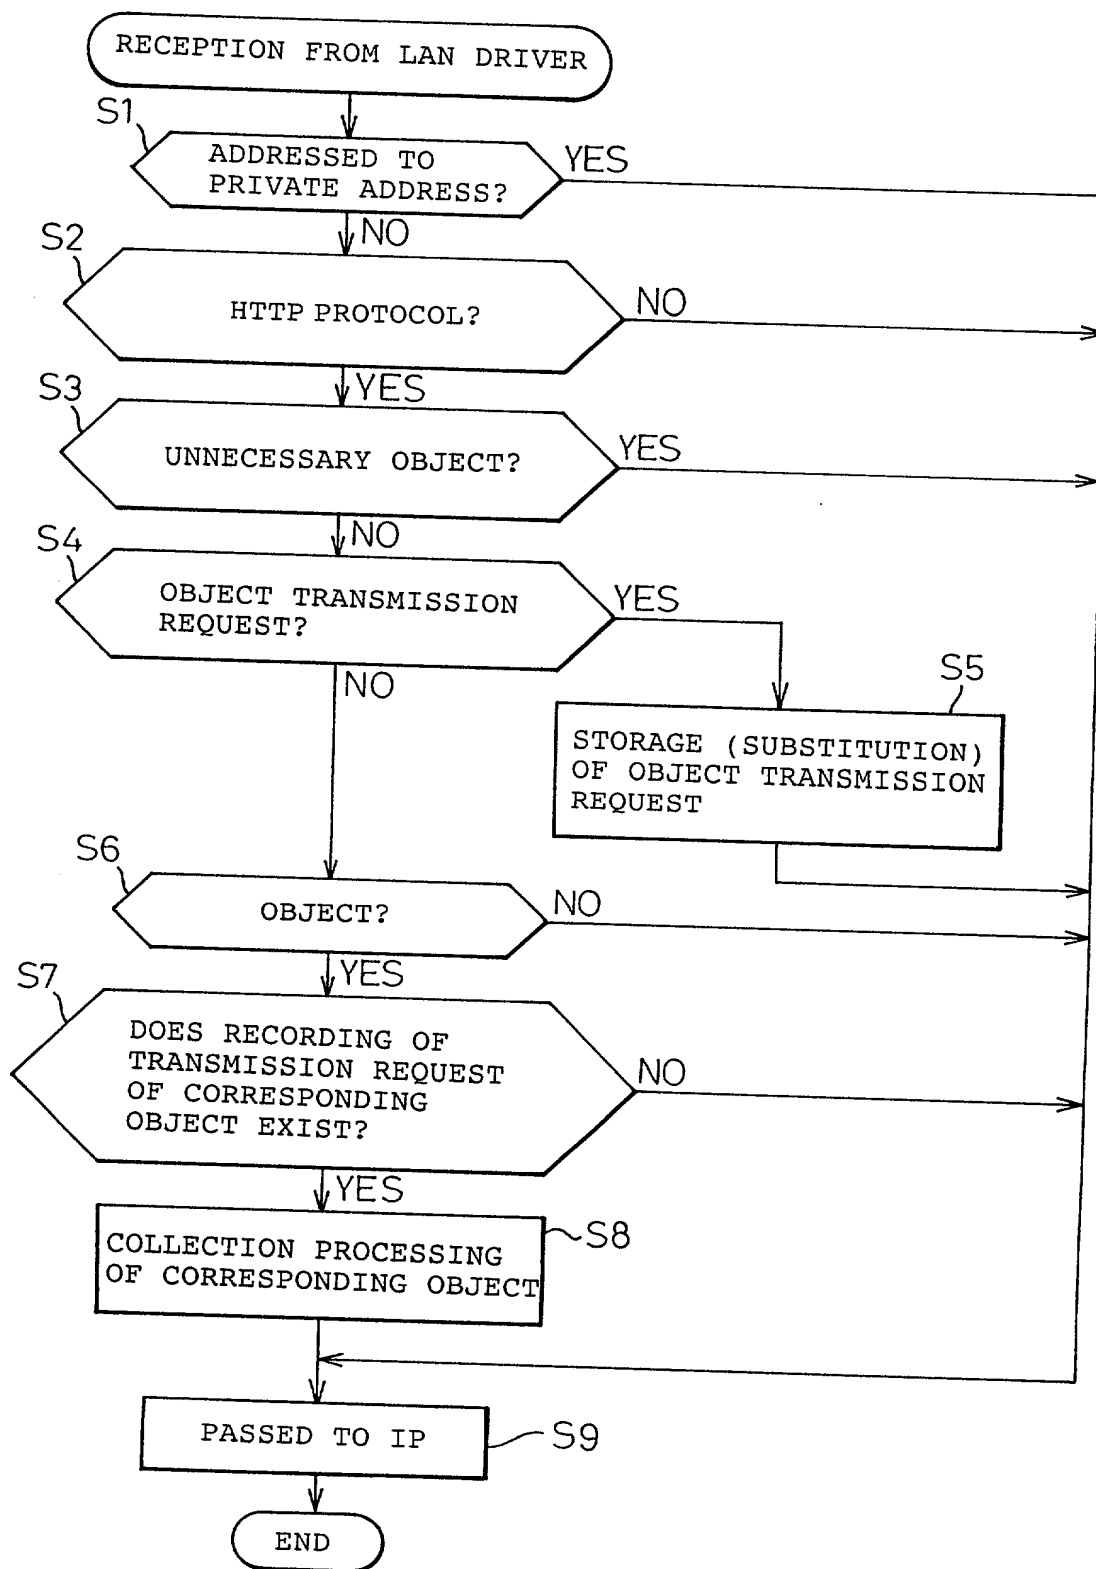 RECEPTION FROM LAN DRIVER
S1
ADDRESSED TO
PRIVATE ADDRESS?
YES
NO
S2
HTTP PROTOCOL?
NO
YES
S3
UNNECESSARY OBJECT?
YES
NO
S4
OBJECT TRANSMISSION
REQUEST?
YES
NO
S5
STORAGE (SUBSTITUTION)
OF OBJECT TRANSMISSION
REQUEST
S6
OBJECT?
NO
YES
S7
DOES RECORDING OF
TRANSMISSION REQUEST
OF CORRESPONDING
OBJECT EXIST?
NO
YES
S8
COLLECTION PROCESSING
OF CORRESPONDING OBJECT
PASSED TO IP
S9
END